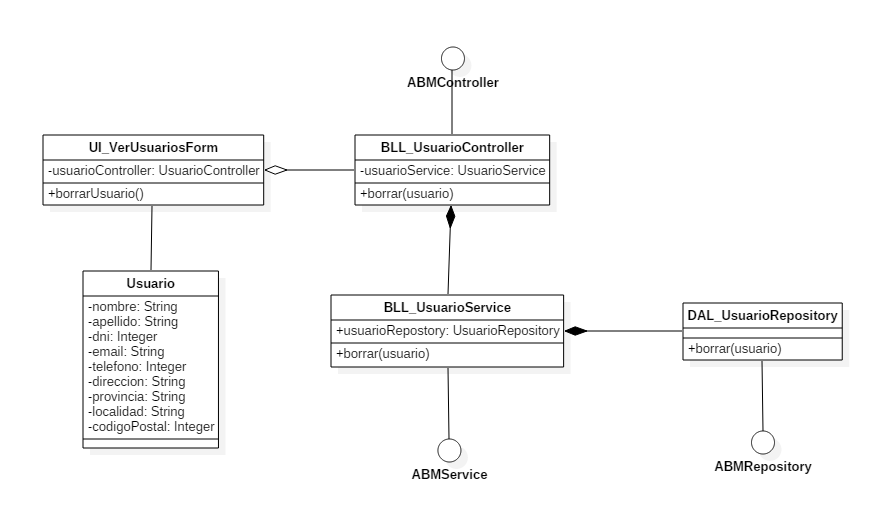 ABMController
UI_VerUsuariosForm
-usuarioController: UsuarioController
+borrarUsuario()
BLL_UsuarioController
-usuarioService: UsuarioService
+borrar(usuario)
Usuario
-nombre: String
-apellido: String
-dni: Integer
-email: String
-telefono: Integer
-direccion: String
-provincia: String
-localidad: String
-codigoPostal: Integer
BLL_UsuarioService
+usuarioRepostory: UsuarioRepository
+borrar(usuario)
DAL_UsuarioRepository
+borrar(usuario)
ABMService
ABMRepository